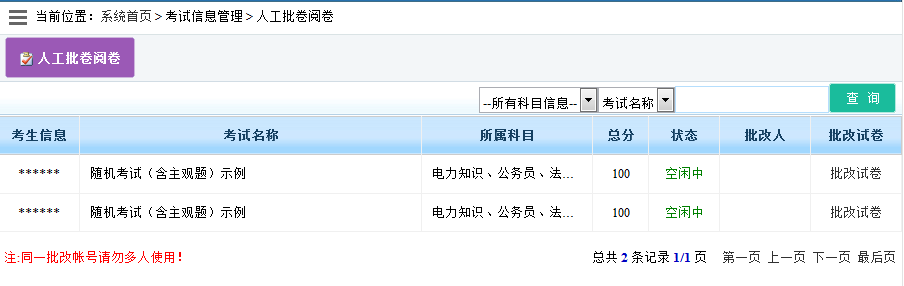 当前位置：系统首页 > 考试信息管理 > 人工批卷阅卷
人工批卷阅卷
--所有科目信息-- 考试名称 查 询
考生信息 考试名称 所属科目 总分 状态 批改人 批改试卷
****** 随机考试（含主观题）示例 电力知识、公务员、法... 100 空闲中 批改试卷
****** 随机考试（含主观题）示例 电力知识、公务员、法... 100 空闲中 批改试卷
注:同一批改帐号请勿多人使用！ 总共 2 条记录 1/1 页 第一页 上一页 下一页 最后页